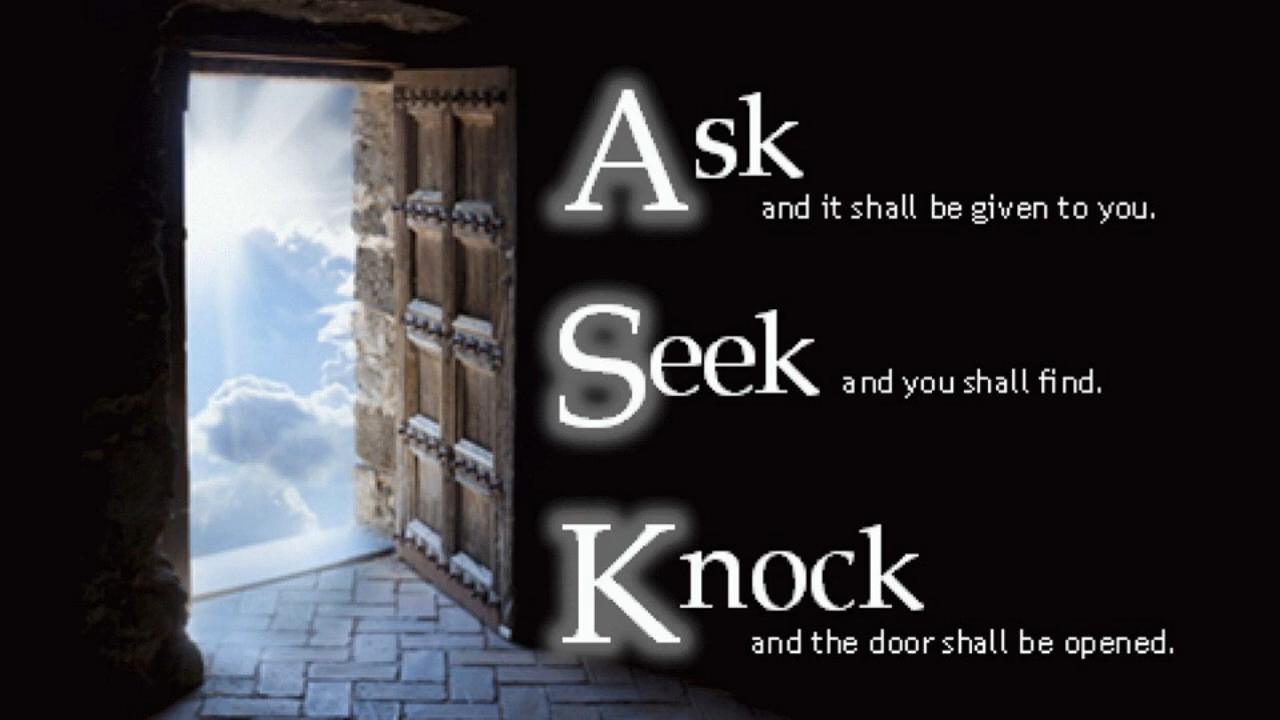 Ask
and it shall be given to you.
Seek and you shall find.
Knock
and the door shall be opened.